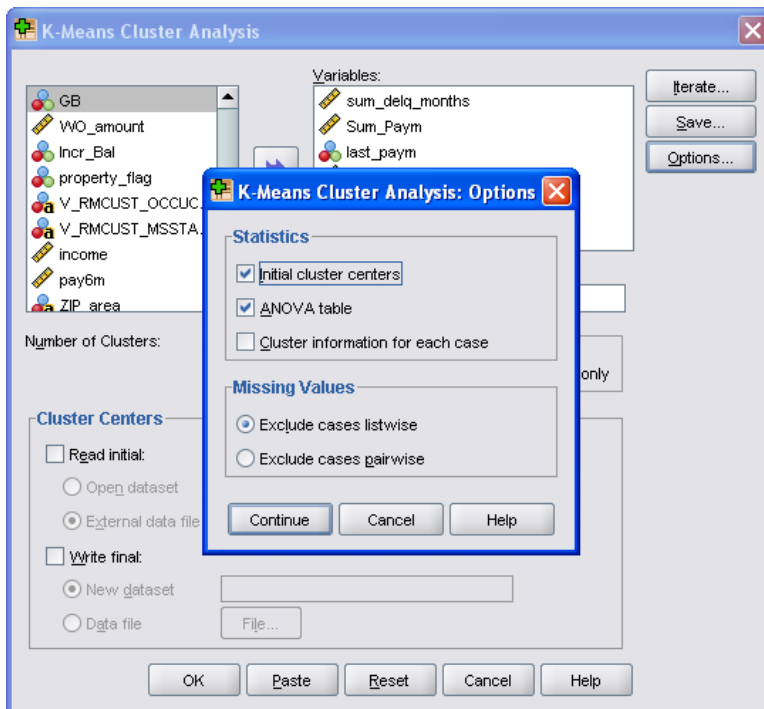 K-Means Cluster Analysis
Variables:
GB
WO_amount
Incr_Bal
property_flag
V_RMCUST_OCCUC.
V_RMCUST_MSSTA.
income
pay6m
ZIP_area
sum_delq_months
Sum_Paym
last_paym
Iterate...
Save...
Options...
Number of Clusters:
only
Cluster Centers
Read initial:
Open dataset
External data file
Write final:
New dataset
Data file
File...
OK
Paste
Reset
Cancel
Help
K-Means Cluster Analysis: Options
Statistics
Initial cluster centers
ANOVA table
Cluster information for each case
Missing Values
Exclude cases listwise
Exclude cases pairwise
Continue
Cancel
Help